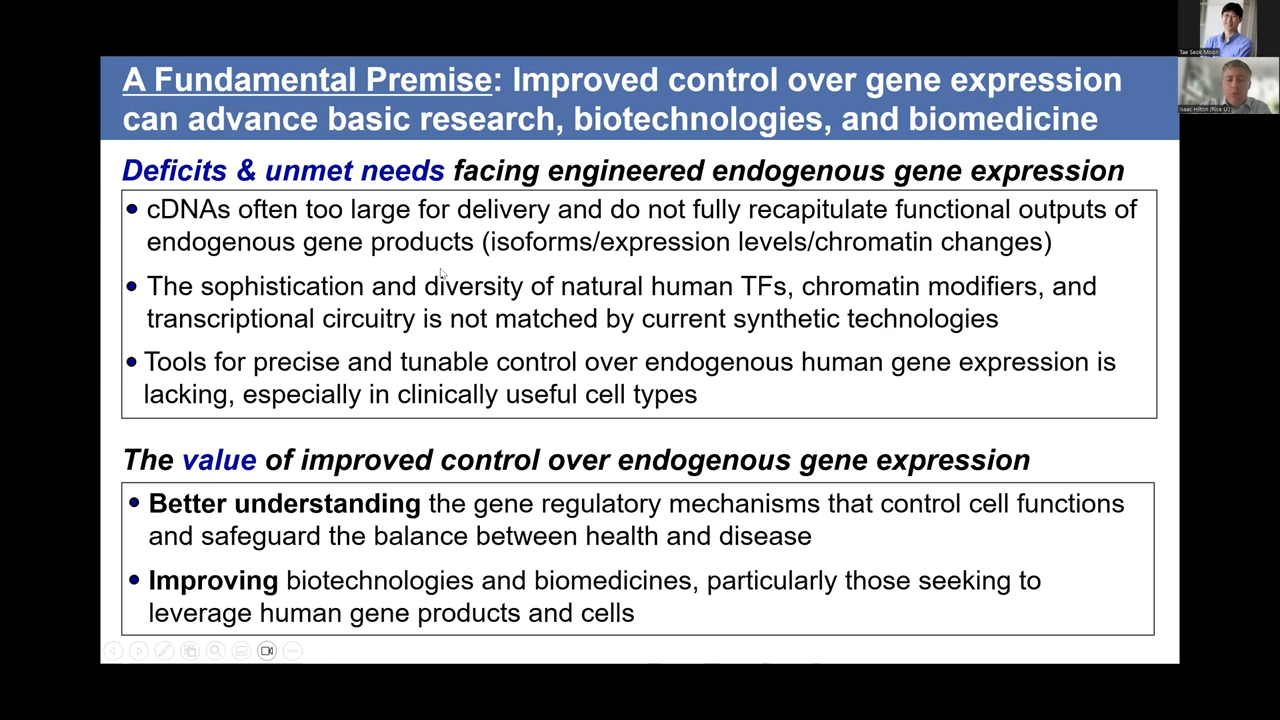 A Fundamental Premise: Improved control over gene expression
can advance basic research, biotechnologies, and biomedicine
Deficits & unmet needs facing engineered endogenous gene expression
• cDNAs often too large for delivery and do not fully recapitulate functional outputs of
endogenous gene products (isoforms/expression levels/chromatin changes)
• The sophistication and diversity of natural human TFs, chromatin modifiers, and
transcriptional circuitry is not matched by current synthetic technologies
• Tools for precise and tunable control over endogenous human gene expression is
lacking, especially in clinically useful cell types
The value of improved control over endogenous gene expression
• Better understanding the gene regulatory mechanisms that control cell functions
and safeguard the balance between health and disease
• Improving biotechnologies and biomedicines, particularly those seeking to
leverage human gene products and cells
Tae Seok Moon
Isaac Hilton (Rice U.)